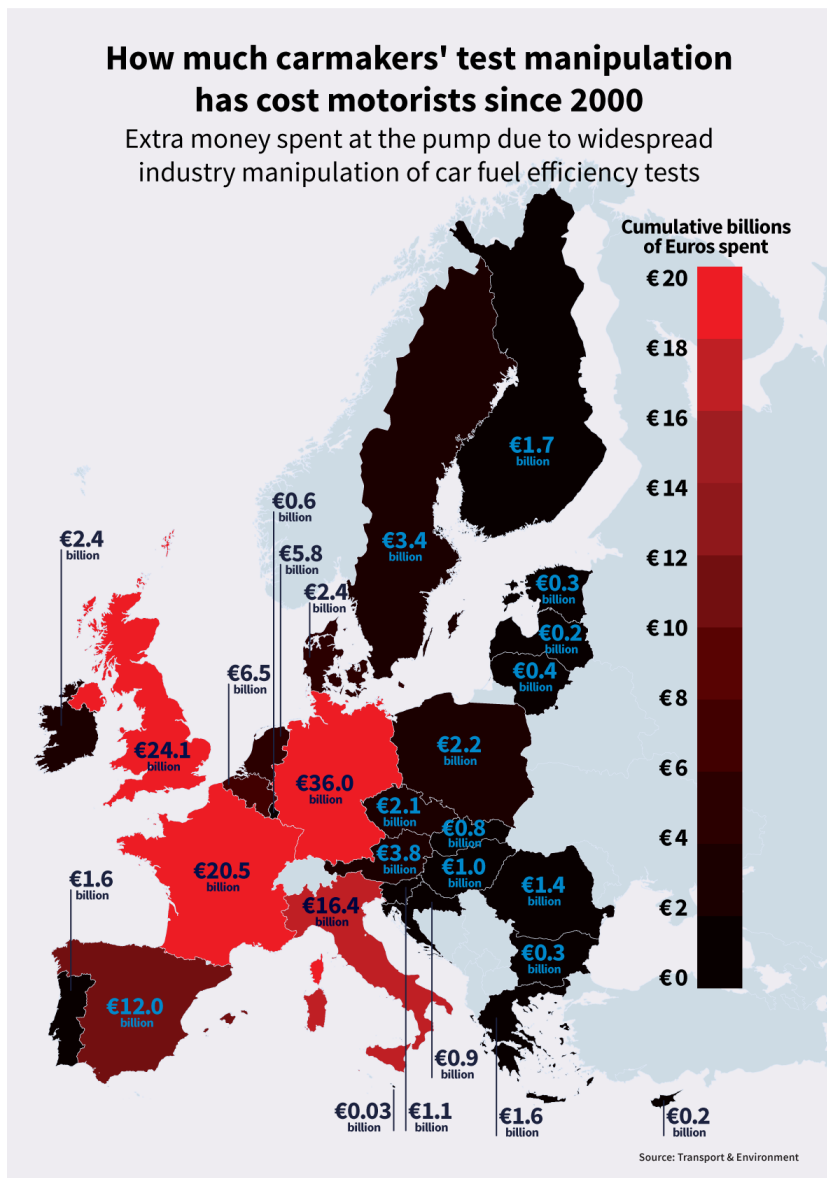 How much carmakers' test manipulation
has cost motorists since 2000
Extra money spent at the pump due to widespread
industry manipulation of car fuel efficiency tests
Cumulative billions
of Euros spent
€ 20
€ 18
€ 16
€ 14
€ 12
€ 10
€ 8
€ 6
€ 4
€ 2
€ 0
€1.7
billion
€0.6
billion
€2.4
billion
€3.4
billion
€5.8
billion
€2.4
billion
€0.3
billion
€0.2
billion
€0.4
billion
€6.5
billion
€24.1
billion
€2.2
billion
€36.0
billion
€2.1
billion
€0.8
billion
€3.8
billion
€1.0
billion
€20.5
billion
€1.4
billion
€1.6
billion
€16.4
billion
€0.3
billion
€12.0
billion
€0.9
billion
€0.03
billion
€1.1
billion
€1.6
billion
€0.2
billion
Source: Transport & Environment